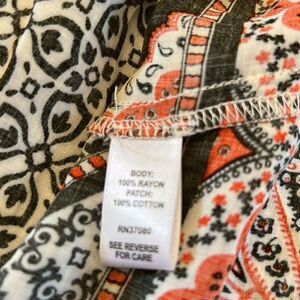 BODY:
100% RAYON
PATCH:
100% COTTON
RN37080
SEE REVERSE
FOR CARE